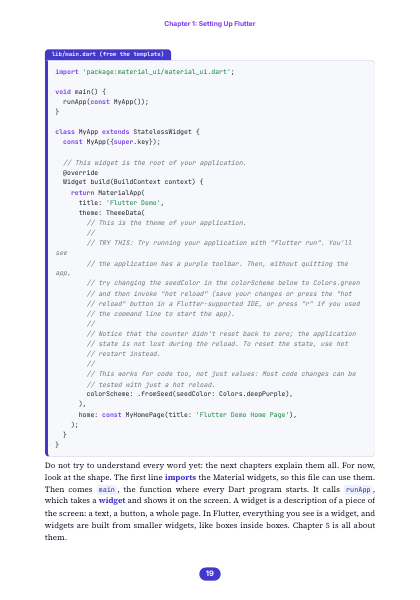 Chapter 1: Setting Up Flutter
lib/main.dart (from the template)
import 'package:material_ui/material_ui.dart';
void main() {
runApp(const MyApp());
}
class MyApp extends StatelessWidget {
const MyApp({super.key});
// This widget is the root of your application.
@override
Widget build(BuildContext context) {
return MaterialApp(
title: 'Flutter Demo',
theme: ThemeData(
// This is the theme of your application.
//
// TRY THIS: Try running your application with "flutter run". You'll
see
// the application has a purple toolbar. Then, without quitting the
app,
// try changing the seedColor in the colorScheme below to Colors.green
// and then invoke "hot reload" (save your changes or press the "hot
// reload" button in a Flutter-supported IDE, or press "r" if you used
// the command line to start the app).
//
// Notice that the counter didn't reset back to zero; the application
// state is not lost during the reload. To reset the state, use hot
// restart instead.
//
// This works for code too, not just values: Most code changes can be
// tested with just a hot reload.
colorScheme: .fromSeed(seedColor: Colors.deepPurple),
),
home: const MyHomePage(title: 'Flutter Demo Home Page'),
);
}
}
Do not try to understand every word yet: the next chapters explain them all. For now,
look at the shape. The first line imports the Material widgets, so this file can use them.
Then comes main, the function where every Dart program starts. It calls runApp,
which takes a widget and shows it on the screen. A widget is a description of a piece of
the screen: a text, a button, a whole page. In Flutter, everything you see is a widget, and
widgets are built from smaller widgets, like boxes inside boxes. Chapter 5 is all about
them.
19